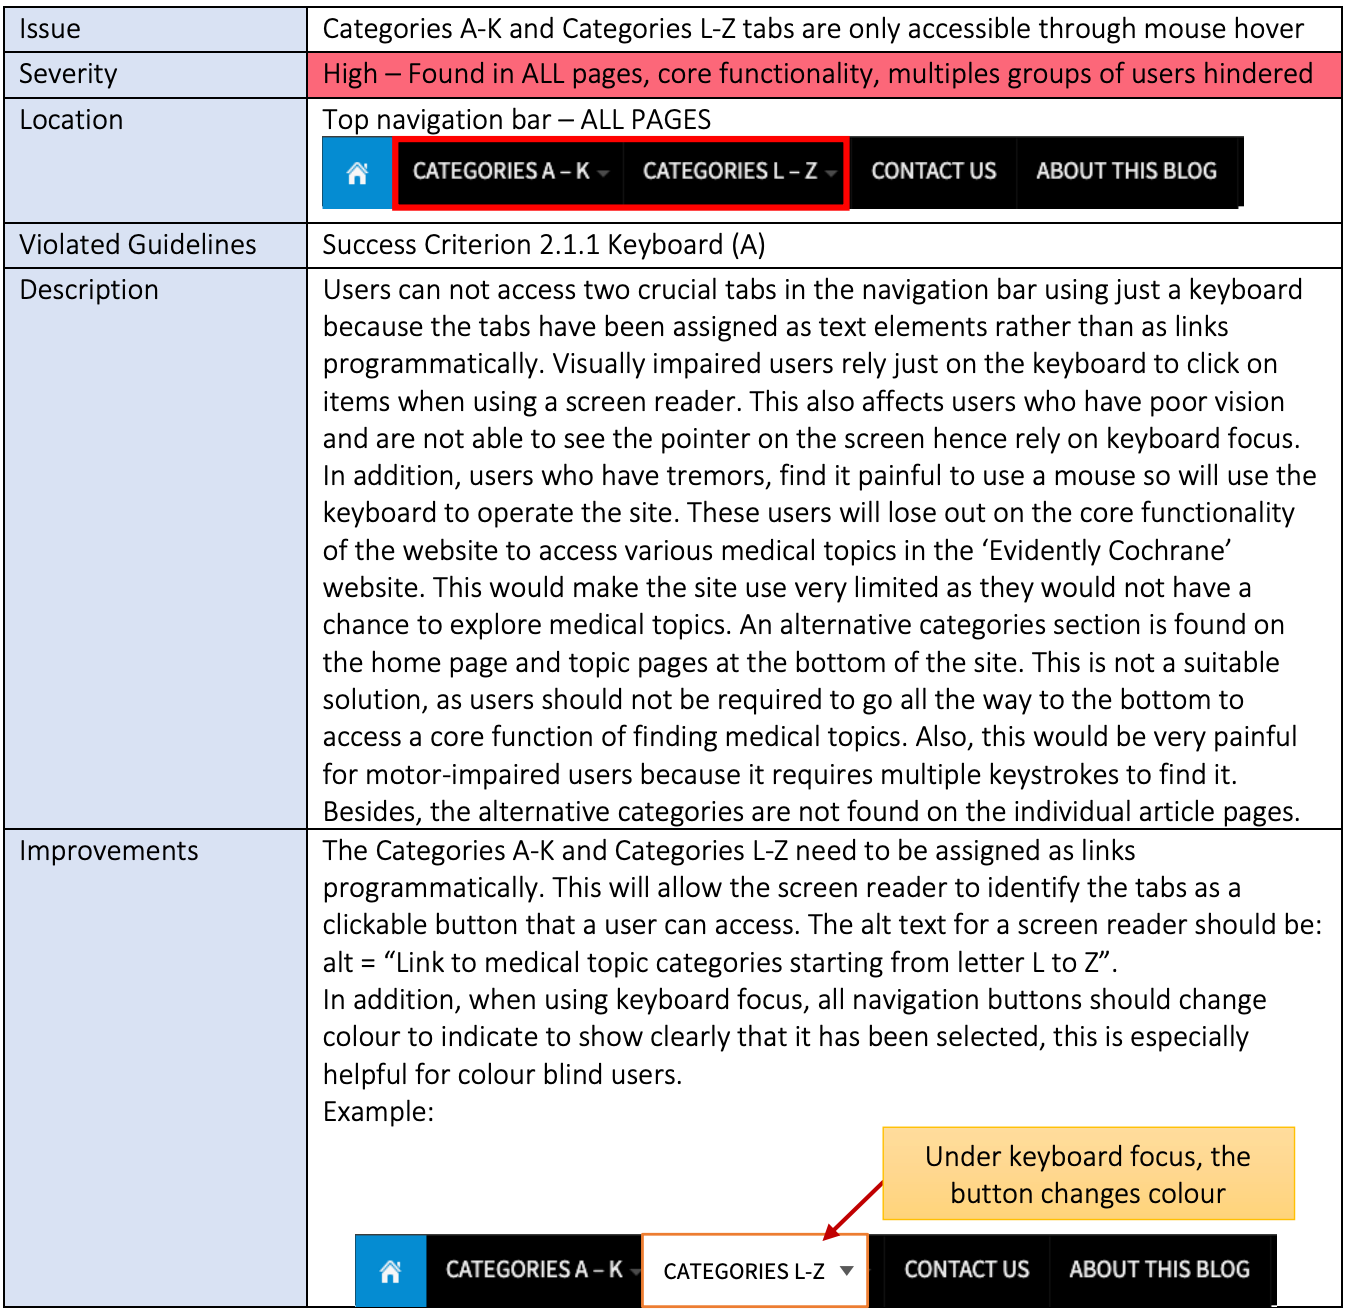 Issue
Categories A-K and Categories L-Z tabs are only accessible through mouse hover
Severity
High – Found in ALL pages, core functionality, multiples groups of users hindered
Location
Top navigation bar – ALL PAGES
CATEGORIES A – K
CATEGORIES L – Z
CONTACT US
ABOUT THIS BLOG
Violated Guidelines
Success Criterion 2.1.1 Keyboard (A)
Description
Users can not access two crucial tabs in the navigation bar using just a keyboard
because the tabs have been assigned as text elements rather than as links
programmatically. Visually impaired users rely just on the keyboard to click on
items when using a screen reader. This also affects users who have poor vision
and are not able to see the pointer on the screen hence rely on keyboard focus.
In addition, users who have tremors, find it painful to use a mouse so will use the
keyboard to operate the site. These users will lose out on the core functionality
of the website to access various medical topics in the ‘Evidently Cochrane’
website. This would make the site use very limited as they would not have a
chance to explore medical topics. An alternative categories section is found on
the home page and topic pages at the bottom of the site. This is not a suitable
solution, as users should not be required to go all the way to the bottom to
access a core function of finding medical topics. Also, this would be very painful
for motor-impaired users because it requires multiple keystrokes to find it.
Besides, the alternative categories are not found on the individual article pages.
Improvements
The Categories A-K and Categories L-Z need to be assigned as links
programmatically. This will allow the screen reader to identify the tabs as a
clickable button that a user can access. The alt text for a screen reader should be:
alt = “Link to medical topic categories starting from letter L to Z”.
In addition, when using keyboard focus, all navigation buttons should change
colour to indicate to show clearly that it has been selected, this is especially
helpful for colour blind users.
Example:
Under keyboard focus, the
button changes colour
CATEGORIES A – K
CATEGORIES L-Z
CONTACT US
ABOUT THIS BLOG